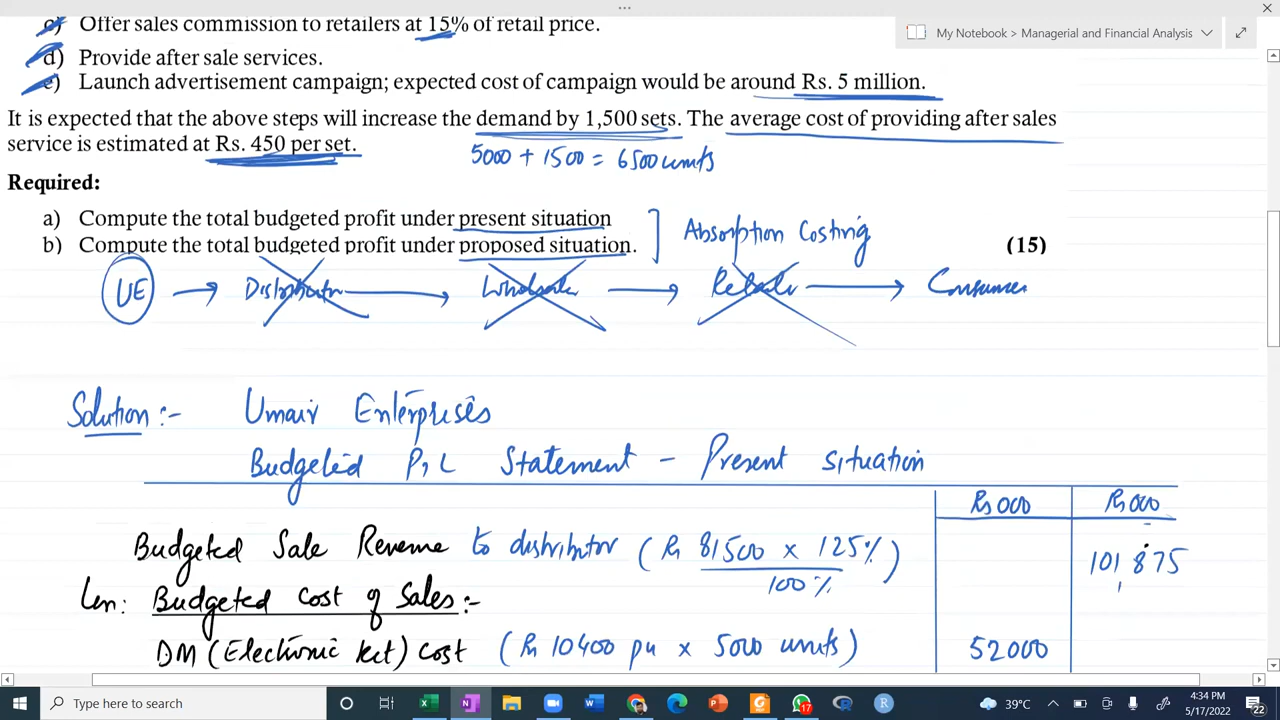 c) Offer sales commission to retailers at 15% of retail price.
My Notebook > Managerial and Financial Analysis
d) Provide after sale services.
e) Launch advertisement campaign; expected cost of campaign would be around Rs. 5 million.
It is expected that the above steps will increase the demand by 1,500 sets. The average cost of providing after sales
service is estimated at Rs. 450 per set.
5000 + 1500 = 6500 units
Required:
a) Compute the total budgeted profit under present situation
b) Compute the total budgeted profit under proposed situation.
Absorption Costing
(15)
UE → Distributor → Wholesaler → Retailer → Consumer
Solution:- Umair Enterprises
Budgeted P, L Statement - Present situation
Rs 000 Rs 000
Budgeted Sale Revenue to distributor (Rs 81500 x 125% / 100%) 101,875
Less: Budgeted Cost of Sales:-
DM (Electronic kit) cost (Rs 10400 pu x 5000 units) 52000
Type here to search
17
39°C
4:34 PM
5/17/2022
22